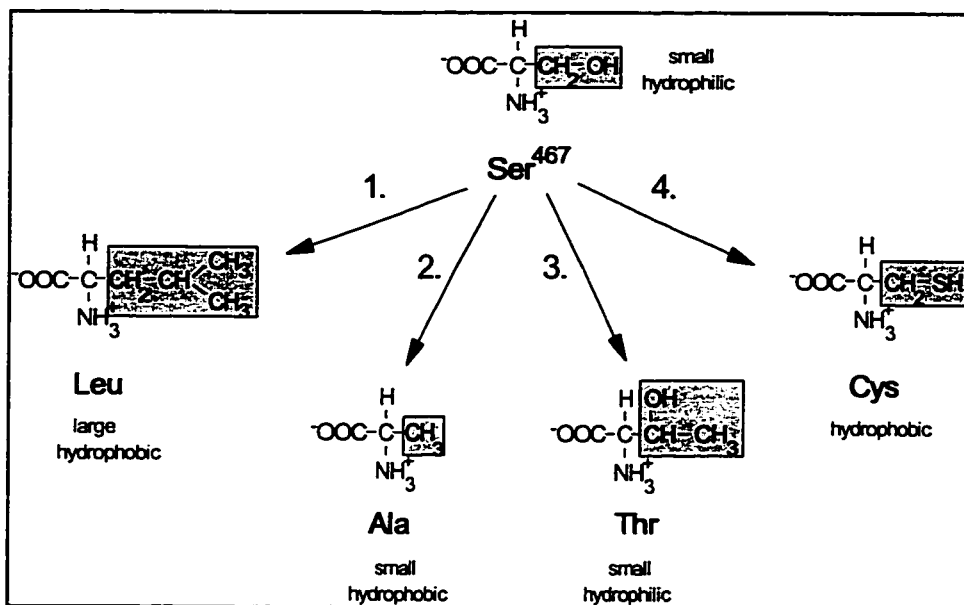 H
⁻OOC-C-CH₂-OH
NH₃⁺
small
hydrophilic
Ser⁴⁶⁷
1.
2.
3.
4.
H
⁻OOC-C-CH₂-CH
CH₃
CH₃
NH₃⁺
Leu
large
hydrophobic
H
⁻OOC-C-CH₃
NH₃⁺
Ala
small
hydrophobic
H OH
⁻OOC-C-CH-CH₃
NH₃⁺
Thr
small
hydrophilic
H
⁻OOC-C-CH₂-SH
NH₃⁺
Cys
hydrophobic